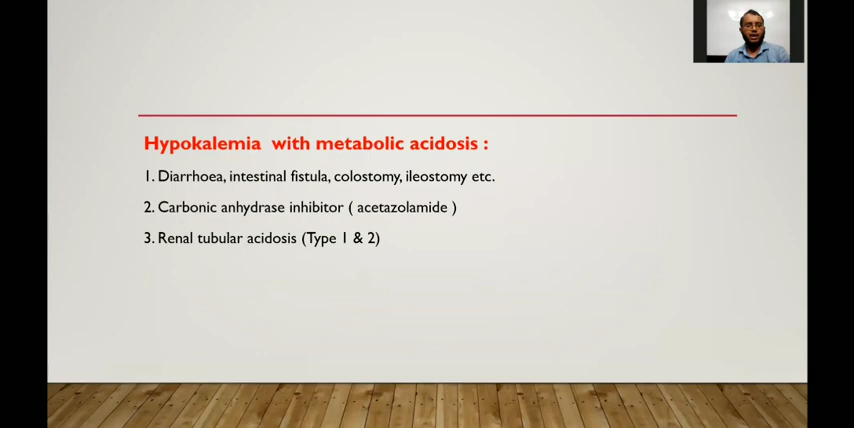 Hypokalemia with metabolic acidosis :
1. Diarrhoea, intestinal fistula, colostomy, ileostomy etc.
2. Carbonic anhydrase inhibitor ( acetazolamide )
3. Renal tubular acidosis (Type 1 & 2)